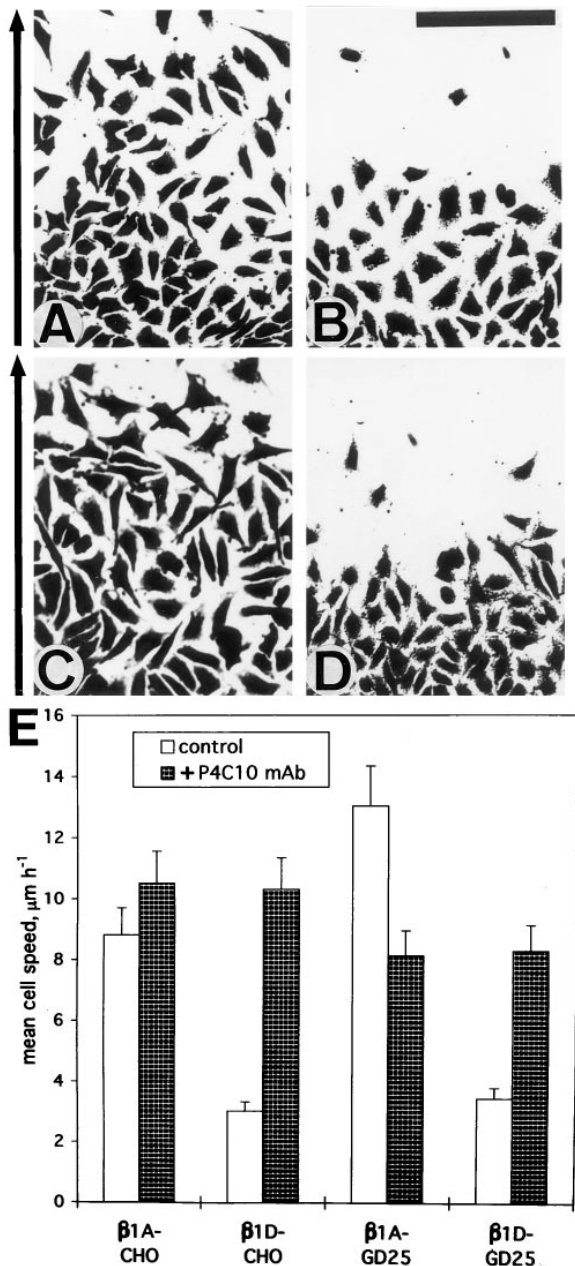 A
B
C
D
E
16
14
12
10
8
6
4
2
0
mean cell speed, μm h⁻¹
control
+P4C10 mAb
β1A-
CHO
β1D-
CHO
β1A-
GD25
β1D-
GD25